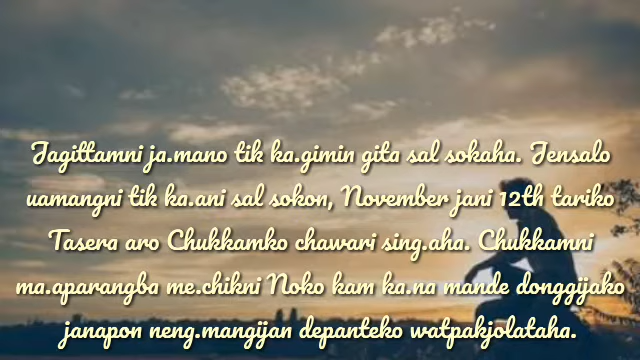 Jagittamni ja.mano tik ka.gimin gita sal sokaha. Jensalo
uamangni tik ka.ani sal sokon, November jani 12th tariko
Tasera aro Chukkamko chawari sing.aha. Chukkamni
ma.aparangba me.chikni Noko kam ka.na mande donggijako
janapon neng.mangijan depanteko watpakjolataha.